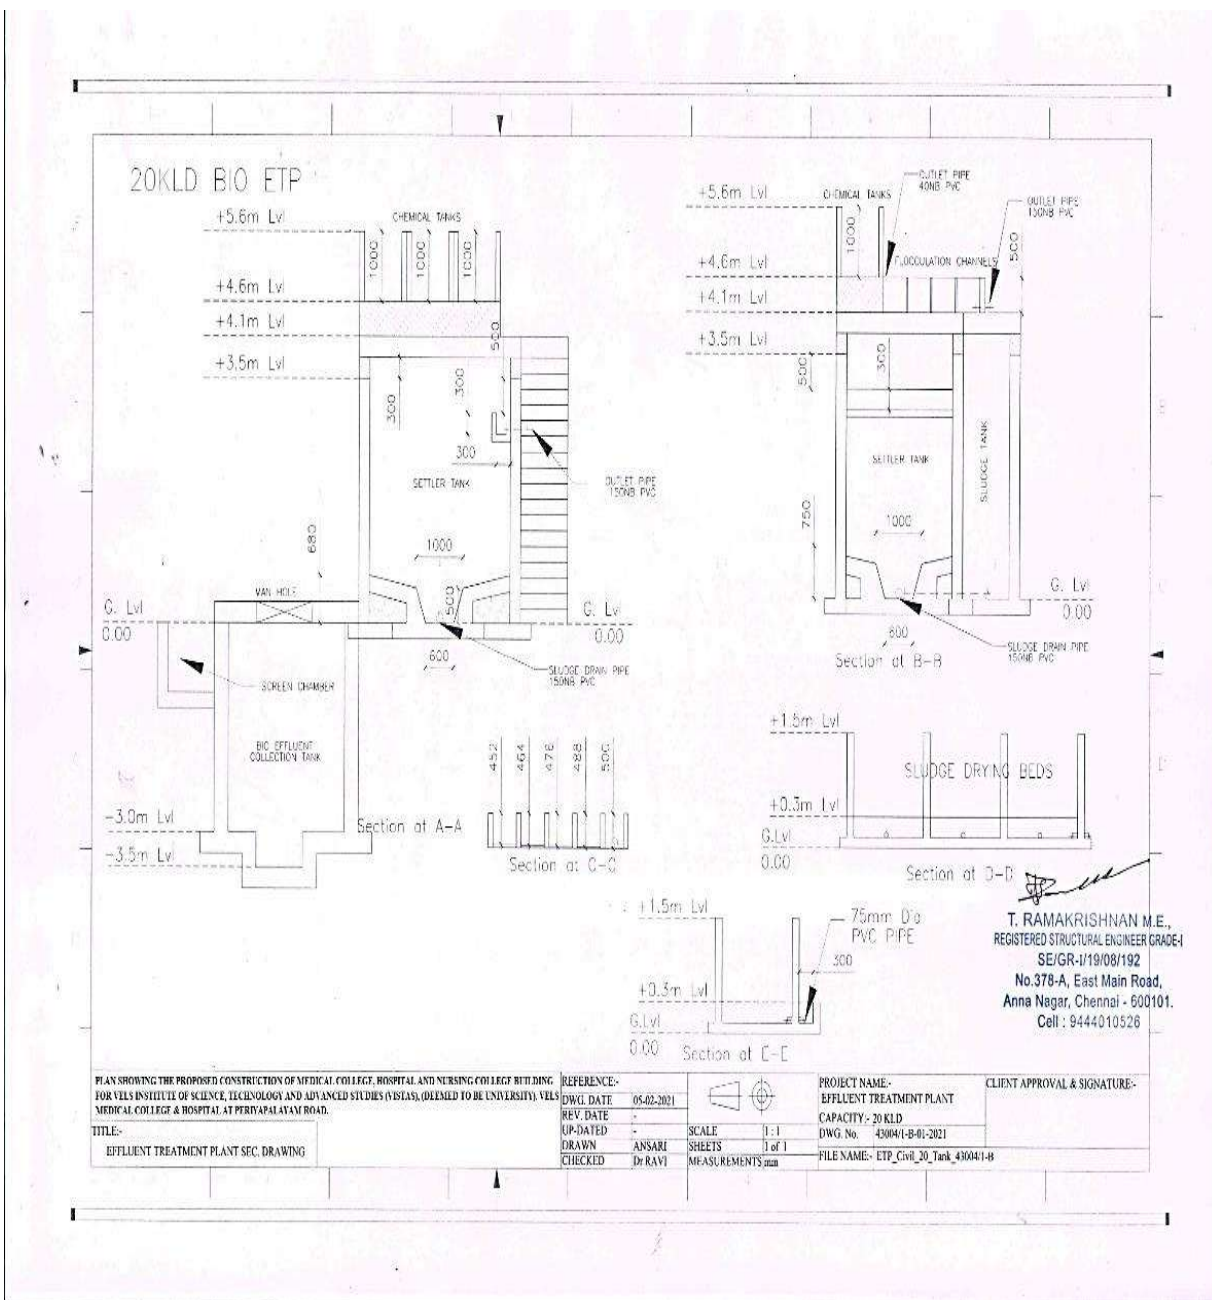 20KLD BIO ETP
+5.6m Lvl
CHEMICAL TANKS
1000
1000
1000
+4.6m Lvl
+4.1m Lvl
500
+3.5m Lvl
300
300
300
SETTLER TANK
OUTLET PIPE
150NB PVC
680
1000
VAN HOLE
500
G. Lvl
0.00
G. Lvl
0.00
600
SLUDGE DRAIN PIPE
150NB PVC
SCREEN CHAMBER
BIO EFFLUENT
COLLECTION TANK
-3.0m Lvl
-3.5m Lvl
Section at A-A
OUTLET PIPE
40NB PVC
+5.6m Lvl
CHEMICAL TANKS
OUTLET PIPE
150NB PVC
1000
500
+4.6m Lvl
FLOCCULATION CHANNELS
+4.1m Lvl
+3.5m Lvl
500
300
SETTLER TANK
SLUDGE TANK
750
1000
G. Lvl
0.00
600
SLUDGE DRAIN PIPE
150NB PVC
Section at B-B
452
464
476
488
500
Section at C-C
+1.5m Lvl
SLUDGE DRYING BEDS
+0.3m Lvl
G.Lvl
0.00
Section at D-D
+1.5m Lvl
75mm Dia
PVC PIPE
300
+0.3m Lvl
G.Lvl
0.00
Section at E-E
T. RAMAKRISHNAN M.E.,
REGISTERED STRUCTURAL ENGINEER GRADE-I
SE/GR-I/19/08/192
No.378-A, East Main Road,
Anna Nagar, Chennai - 600101.
Cell : 9444010526
PLAN SHOWING THE PROPOSED CONSTRUCTION OF MEDICAL COLLEGE, HOSPITAL AND NURSING COLLEGE BUILDING
FOR VELS INSTITUTE OF SCIENCE, TECHNOLOGY AND ADVANCED STUDIES (VISTAS), (DEEMED TO BE UNIVERSITY), VELS
MEDICAL COLLEGE & HOSPITAL AT PERIYAPALAYAM ROAD.
TITLE:-
EFFLUENT TREATMENT PLANT SEC. DRAWING
REFERENCE:-
DWG. DATE 05-02-2021
REV. DATE -
UP-DATED -
DRAWN ANSARI
CHECKED Dr RAVI
SCALE 1 : 1
SHEETS 1 of 1
MEASUREMENTS mm
PROJECT NAME:-
EFFLUENT TREATMENT PLANT
CAPACITY:- 20 KLD
DWG. No. 43004/1-B-01-2021
FILE NAME:- ETP_Civil_20_Tank_43004/1-B
CLIENT APPROVAL & SIGNATURE:-